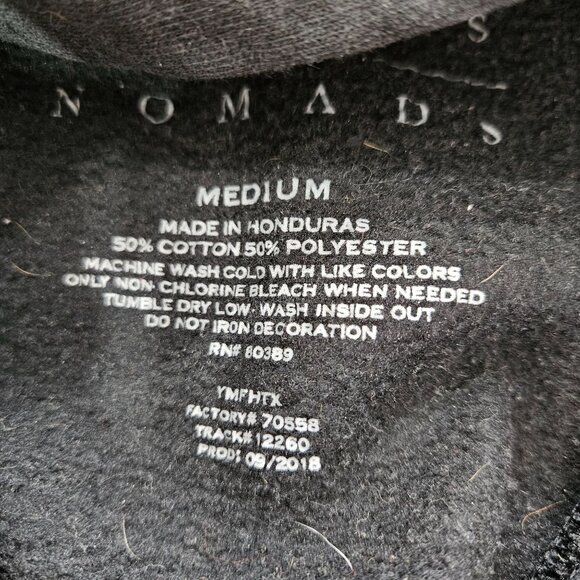 S
NOMADS
MEDIUM
MADE IN HONDURAS
50% COTTON 50% POLYESTER
MACHINE WASH COLD WITH LIKE COLORS
ONLY NON-CHLORINE BLEACH WHEN NEEDED
TUMBLE DRY LOW. WASH INSIDE OUT
DO NOT IRON DECORATION
RN# 80389
YMFHTX
FACTORY# 70558
TRACK# 12260
PROD: 09/2018